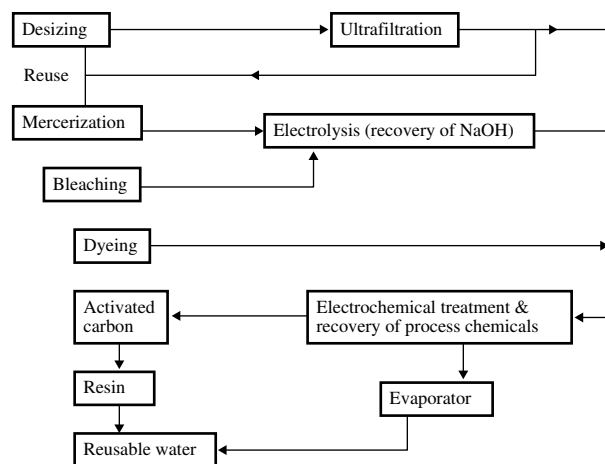 Desizing
Ultrafiltration
Reuse
Mercerization
Electrolysis (recovery of NaOH)
Bleaching
Dyeing
Activated
carbon
Electrochemical treatment &
recovery of process chemicals
Resin
Evaporator
Reusable water